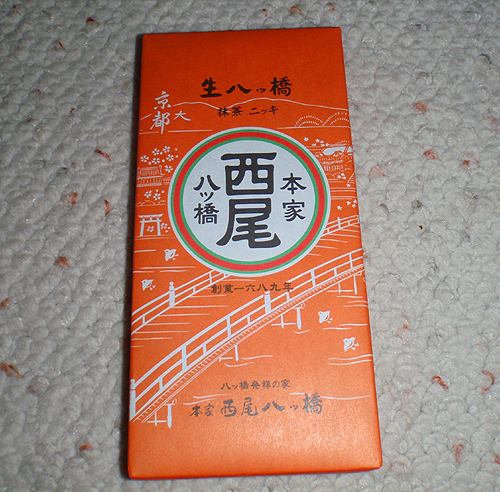 生八ッ橋
抹茶 ニッキ
京都
大
本家
西尾
八ッ橋
創業一六八九年
八ッ橋発祥の家
本家 西尾八ッ橋